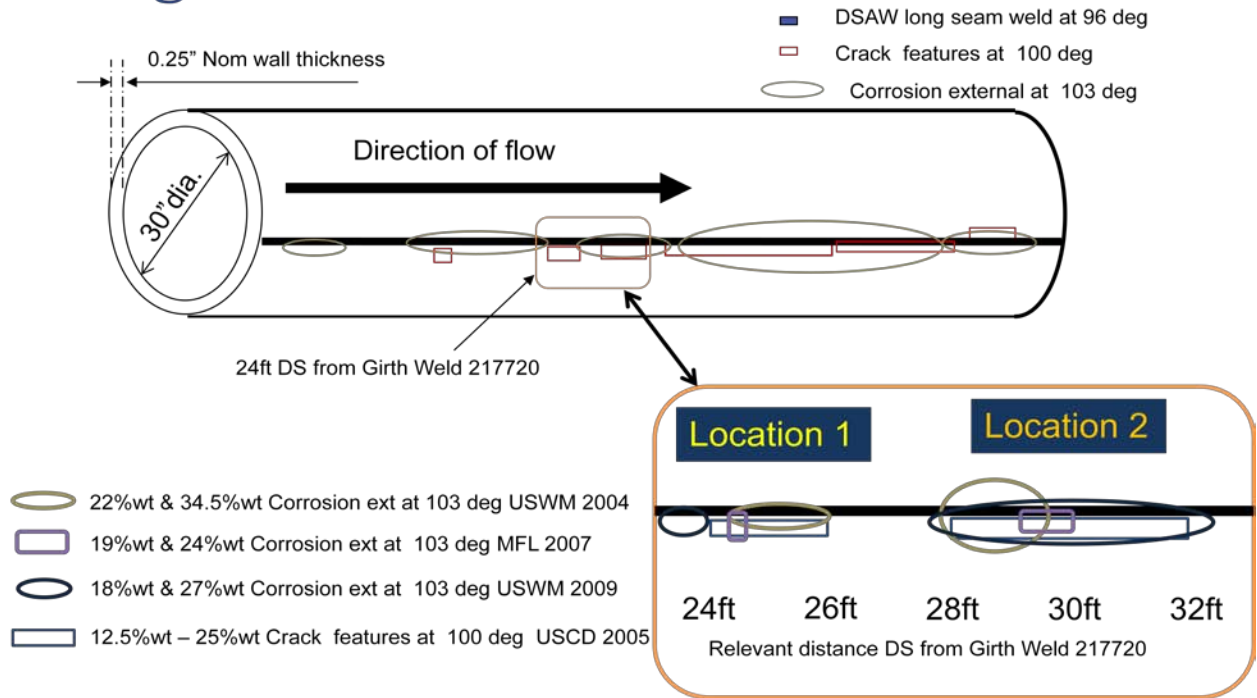 DSAW long seam weld at 96 deg
0.25” Nom wall thickness
Crack features at 100 deg
Corrosion external at 103 deg
Direction of flow
30”dia.
24ft DS from Girth Weld 217720
Location 1
Location 2
22%wt & 34.5%wt Corrosion ext at 103 deg USWM 2004
19%wt & 24%wt Corrosion ext at 103 deg MFL 2007
18%wt & 27%wt Corrosion ext at 103 deg USWM 2009
12.5%wt – 25%wt Crack features at 100 deg USCD 2005
24ft 26ft 28ft 30ft 32ft
Relevant distance DS from Girth Weld 217720